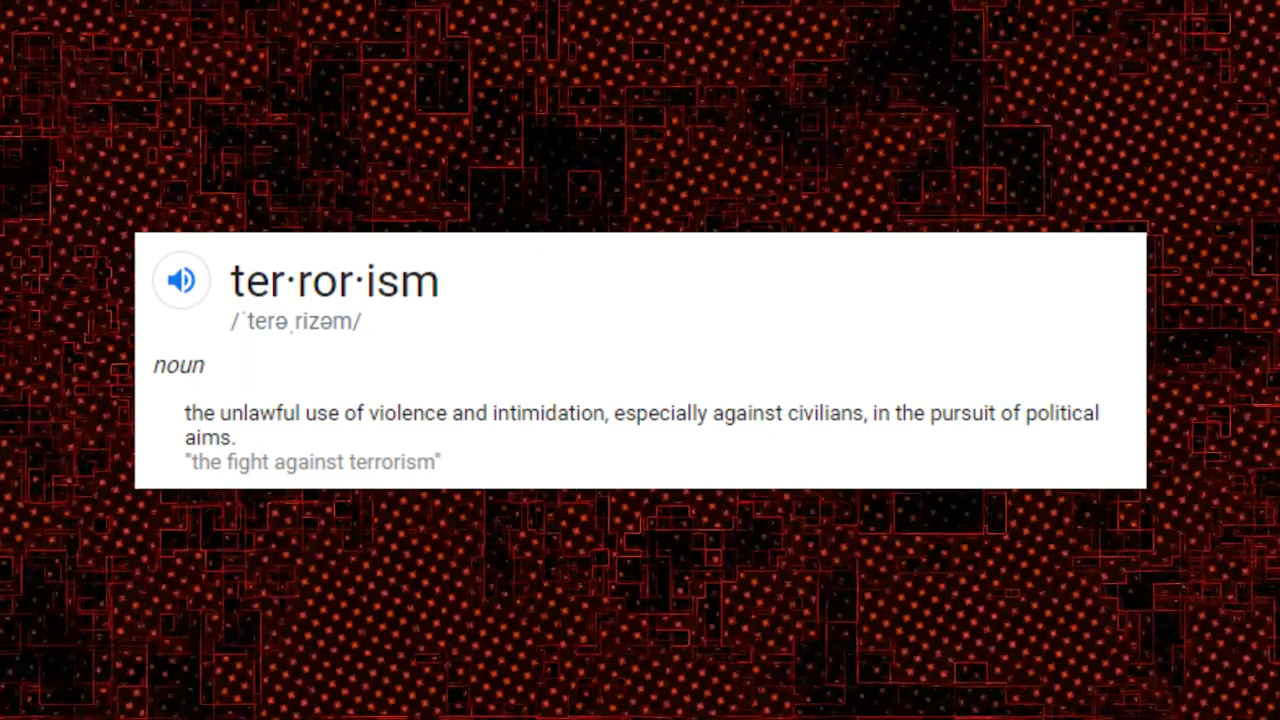 ter·ror·ism
/ˈterəˌrizəm/
noun
the unlawful use of violence and intimidation, especially against civilians, in the pursuit of political
aims.
"the fight against terrorism"